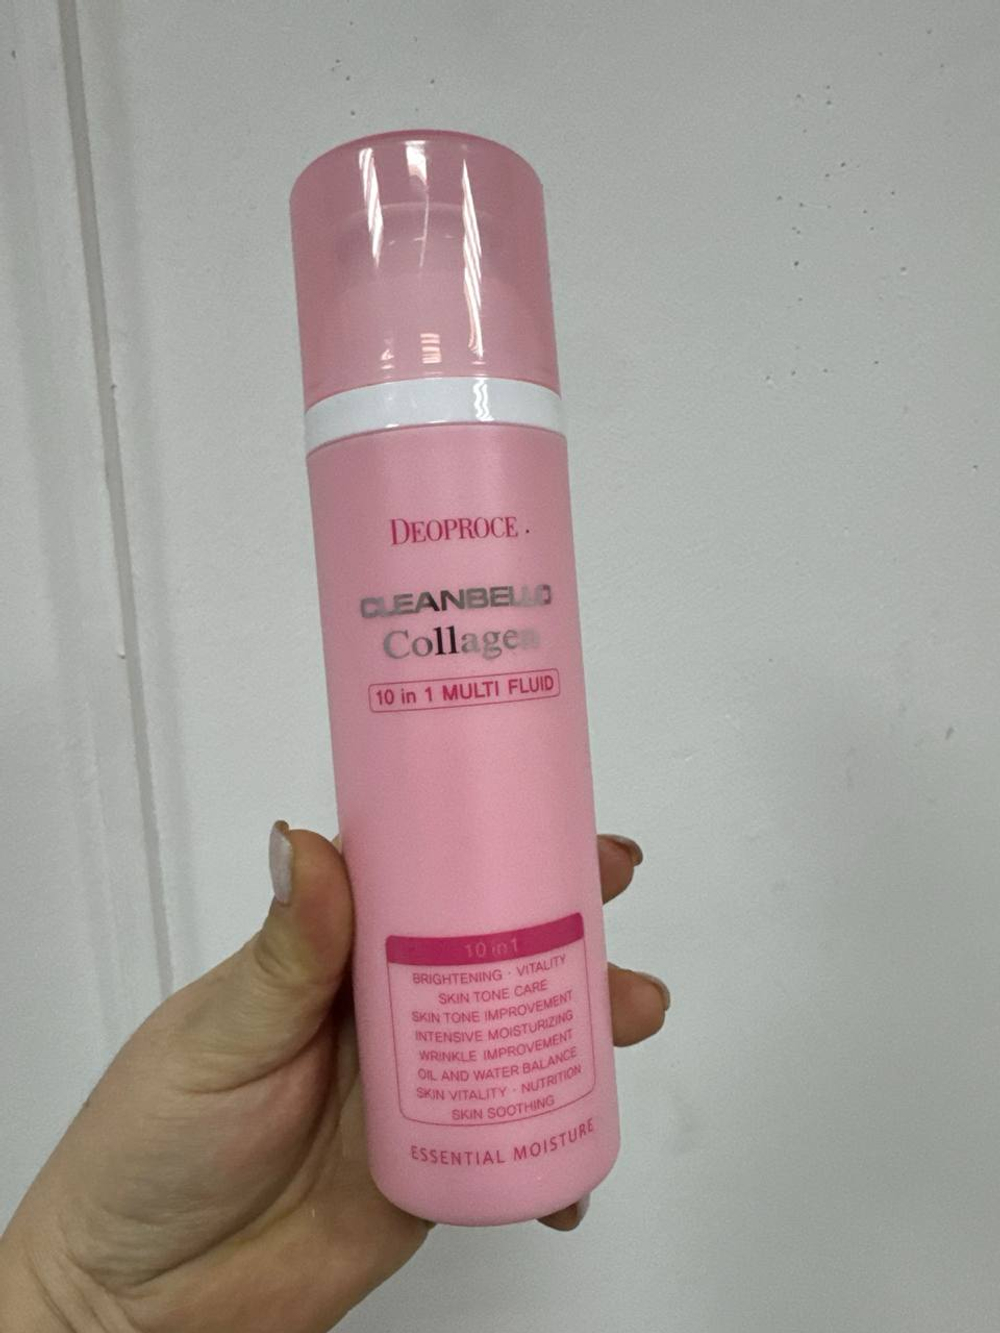 DEOPROCE.
CLEANBELLO
Collagen
10 in 1 MULTI FLUID
10 in 1
BRIGHTENING · VITALITY
SKIN TONE CARE
SKIN TONE IMPROVEMENT
INTENSIVE MOISTURIZING
WRINKLE IMPROVEMENT
OIL AND WATER BALANCE
SKIN VITALITY · NUTRITION
SKIN SOOTHING
ESSENTIAL MOISTURE